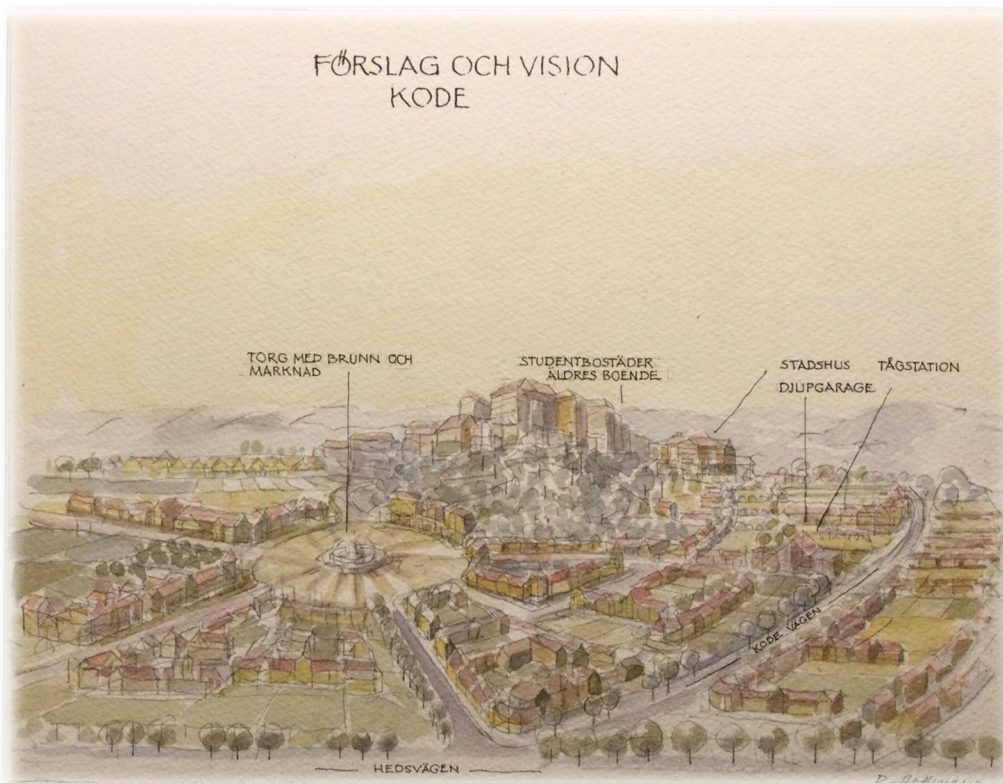 FÖRSLAG OCH VISION
KODE
TORG MED BRUNN OCH
MARKNAD
STUDENTBOSTÄDER
ÄLDRES BOENDE
STADSHUS
DJUPGARAGE
TÅGSTATION
KODE VÄGEN
HEDSVÄGEN